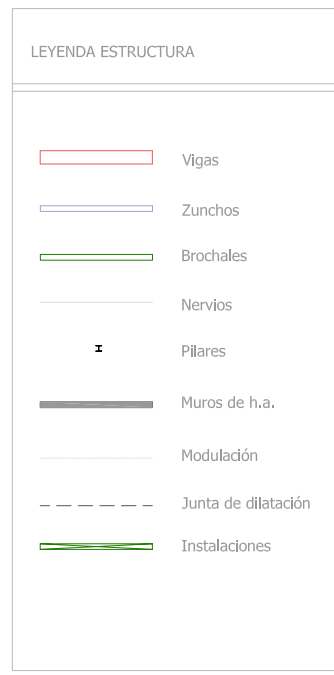 LEYENDA ESTRUCTURA
Vigas
Zunchos
Brochales
Nervios
Pilares
Muros de h.a.
Modulación
Junta de dilatación
Instalaciones